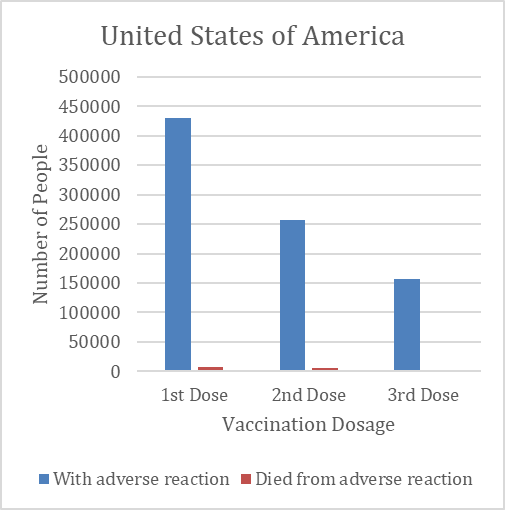 United States of America
500000
450000
400000
350000
300000
250000
200000
150000
100000
50000
0
Number of People
1st Dose 2nd Dose 3rd Dose
Vaccination Dosage
With adverse reaction Died from adverse reaction